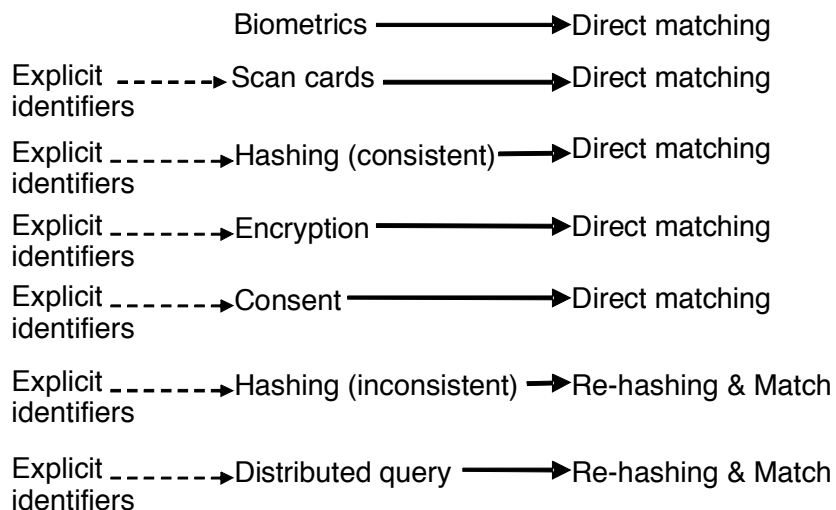 Biometrics Direct matching
Explicit identifiers Scan cards Direct matching
Explicit identifiers Hashing (consistent) Direct matching
Explicit identifiers Encryption Direct matching
Explicit identifiers Consent Direct matching
Explicit identifiers Hashing (inconsistent) Re-hashing & Match
Explicit identifiers Distributed query Re-hashing & Match